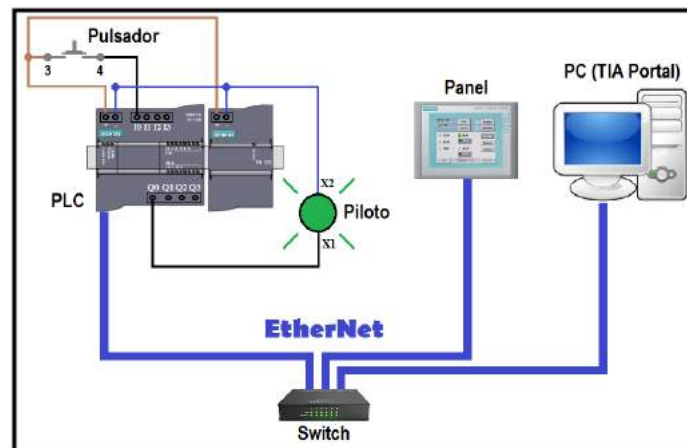 Pulsador
3 4
I0 I1 I2 I3
Q0 Q1 Q2 Q3
PLC
X2
Piloto
X1
Panel
PC (TIA Portal)
EtherNet
Switch